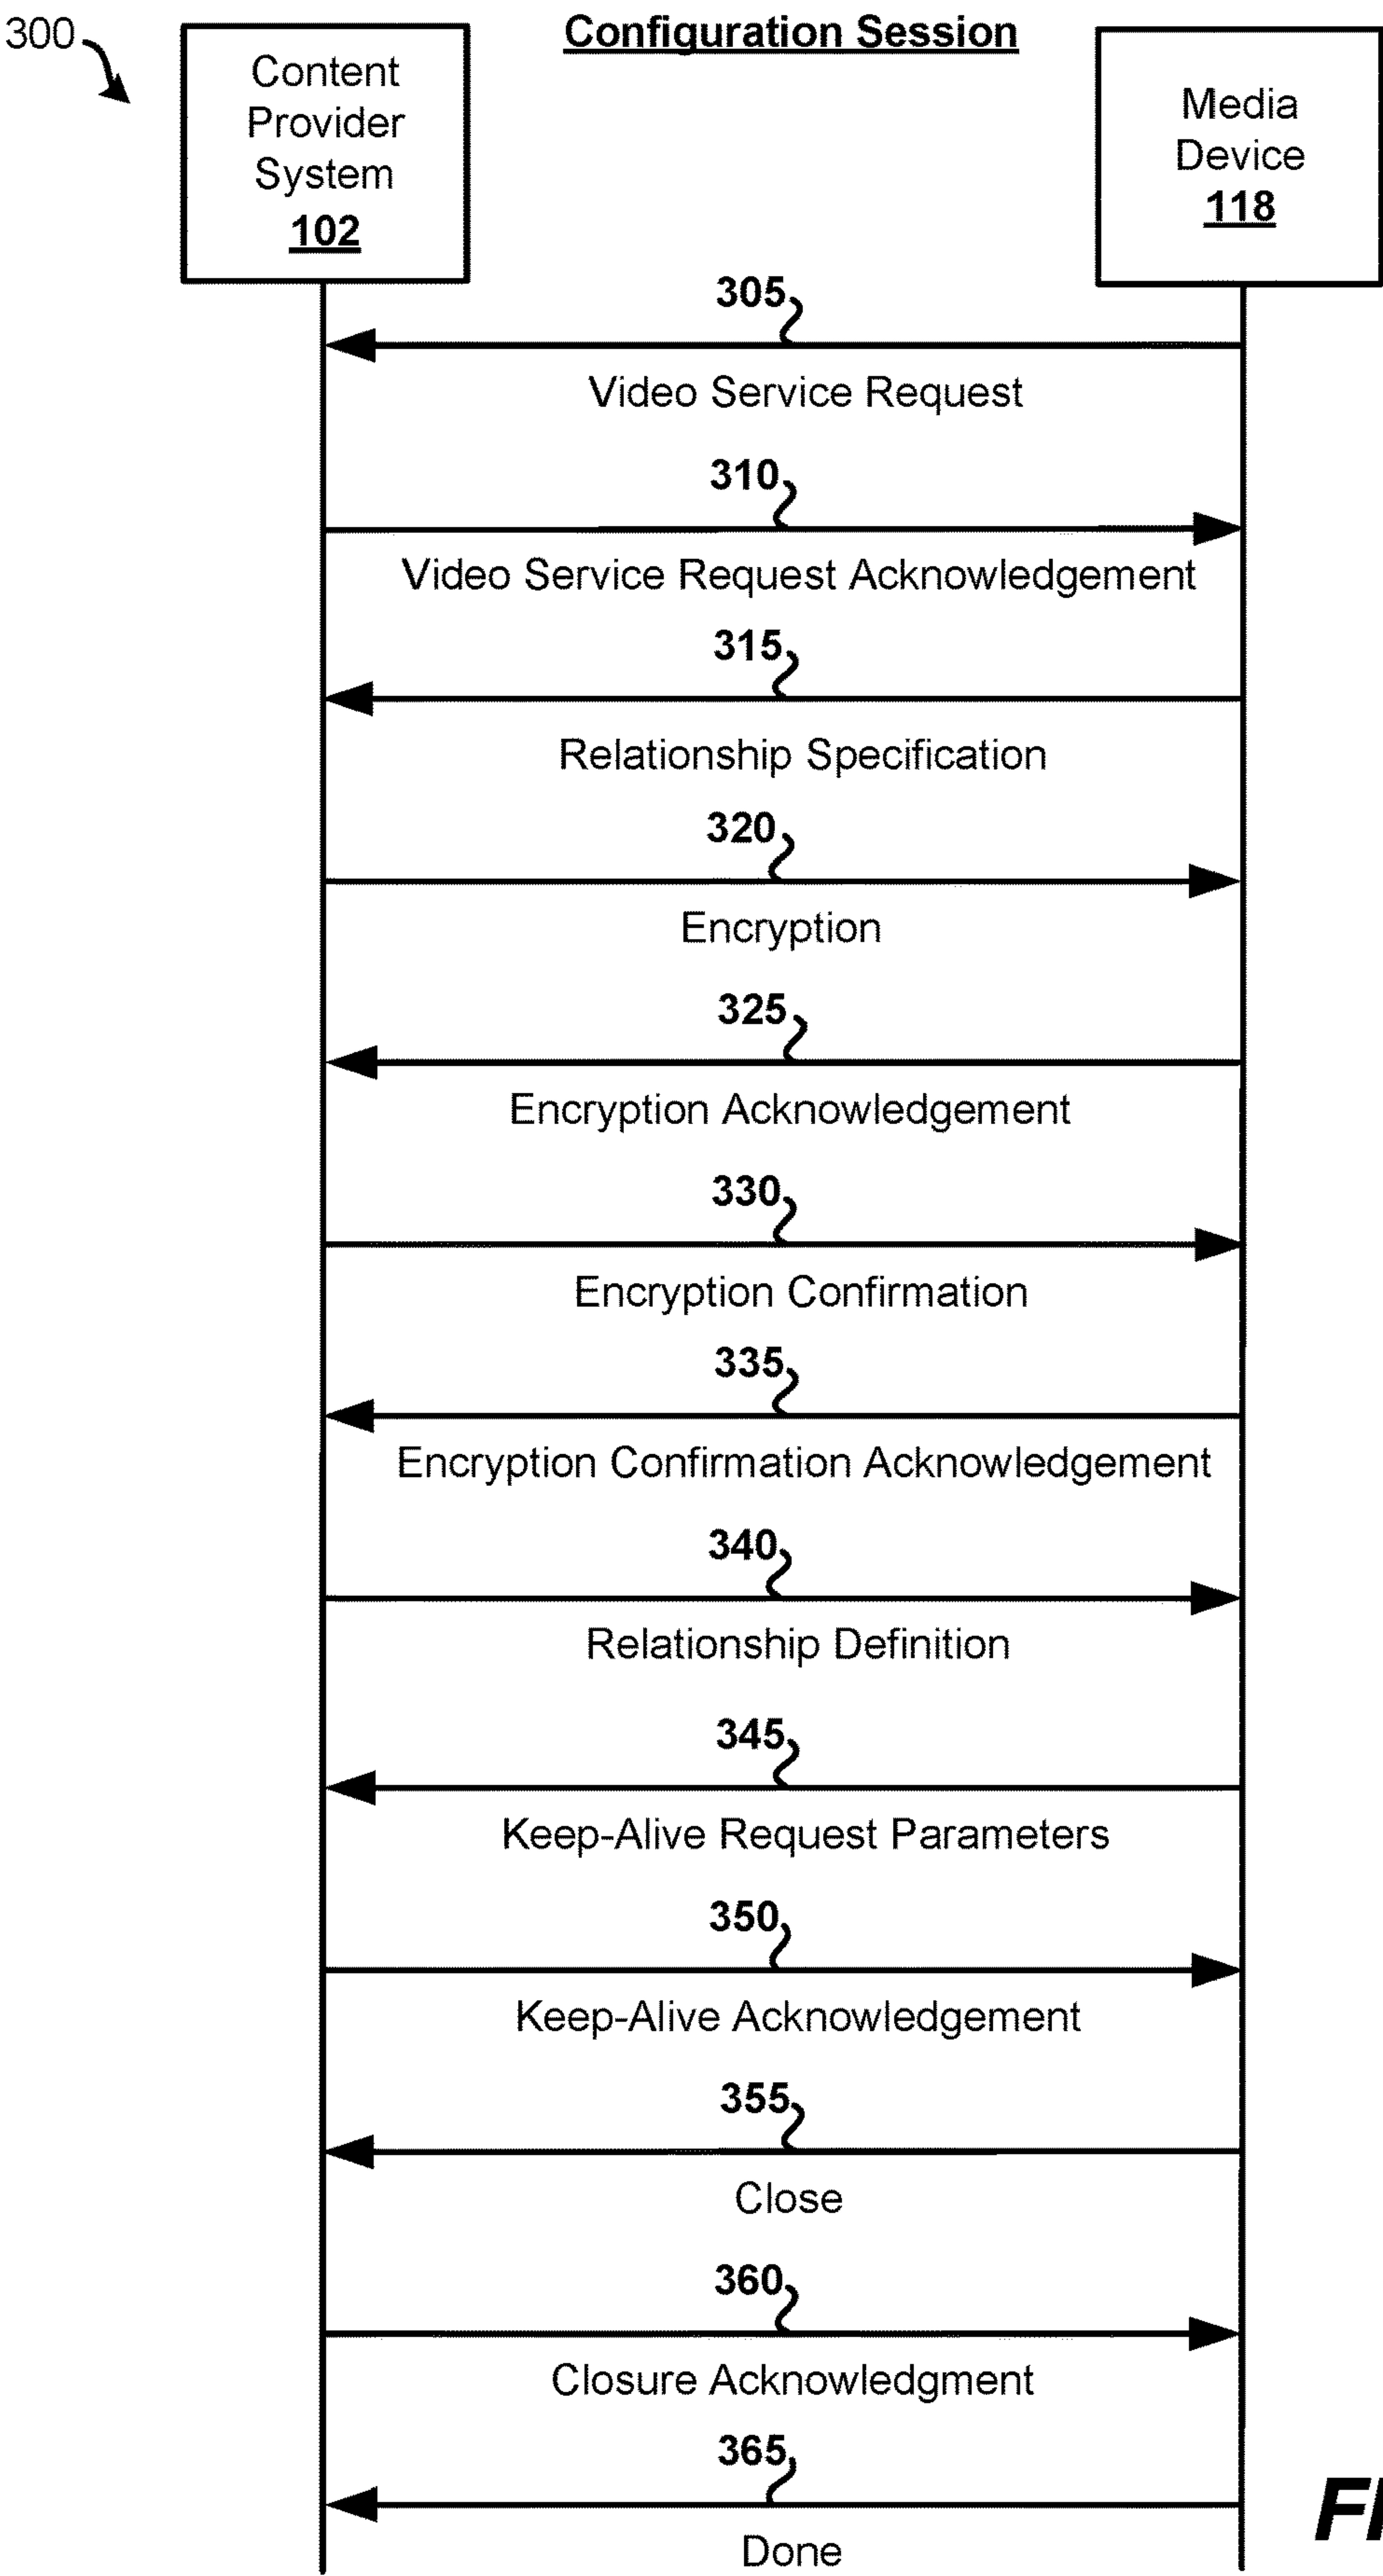 300
Configuration Session
Content
Provider
System
102
Media
Device
118
305
Video Service Request
310
Video Service Request Acknowledgement
315
Relationship Specification
320
Encryption
325
Encryption Acknowledgement
330
Encryption Confirmation
335
Encryption Confirmation Acknowledgement
340
Relationship Definition
345
Keep-Alive Request Parameters
350
Keep-Alive Acknowledgement
355
Close
360
Closure Acknowledgment
365
Done